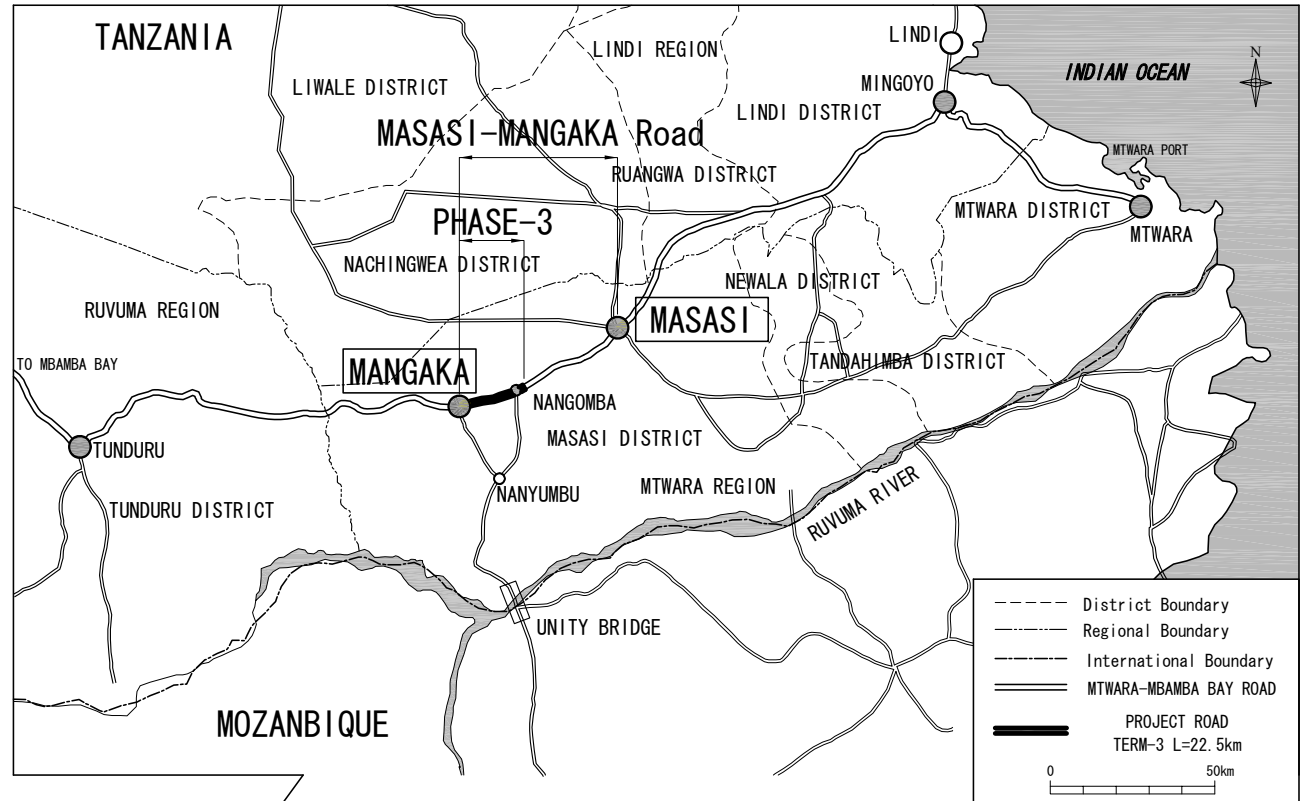 TANZANIA
LINDI REGION
LINDI
N
INDIAN OCEAN
LIWALE DISTRICT
MINGOYO
LINDI DISTRICT
MASASI-MANGAKA Road
MTWARA PORT
RUANGWA DISTRICT
PHASE-3
MTWARA DISTRICT
MTWARA
NACHINGWEA DISTRICT
NEWALA DISTRICT
RUVUMA REGION
MASASI
TO MBAMBA BAY
MANGAKA
TANDAHIMBA DISTRICT
NANGOMBA
MASASI DISTRICT
TUNDURU
NANYUMBU
MTWARA REGION
RUVUMA RIVER
TUNDURU DISTRICT
UNITY BRIDGE
MOZANBIQUE
District Boundary
Regional Boundary
International Boundary
MTWARA-MBAMBA BAY ROAD
PROJECT ROAD
TERM-3 L=22.5km
0 50km